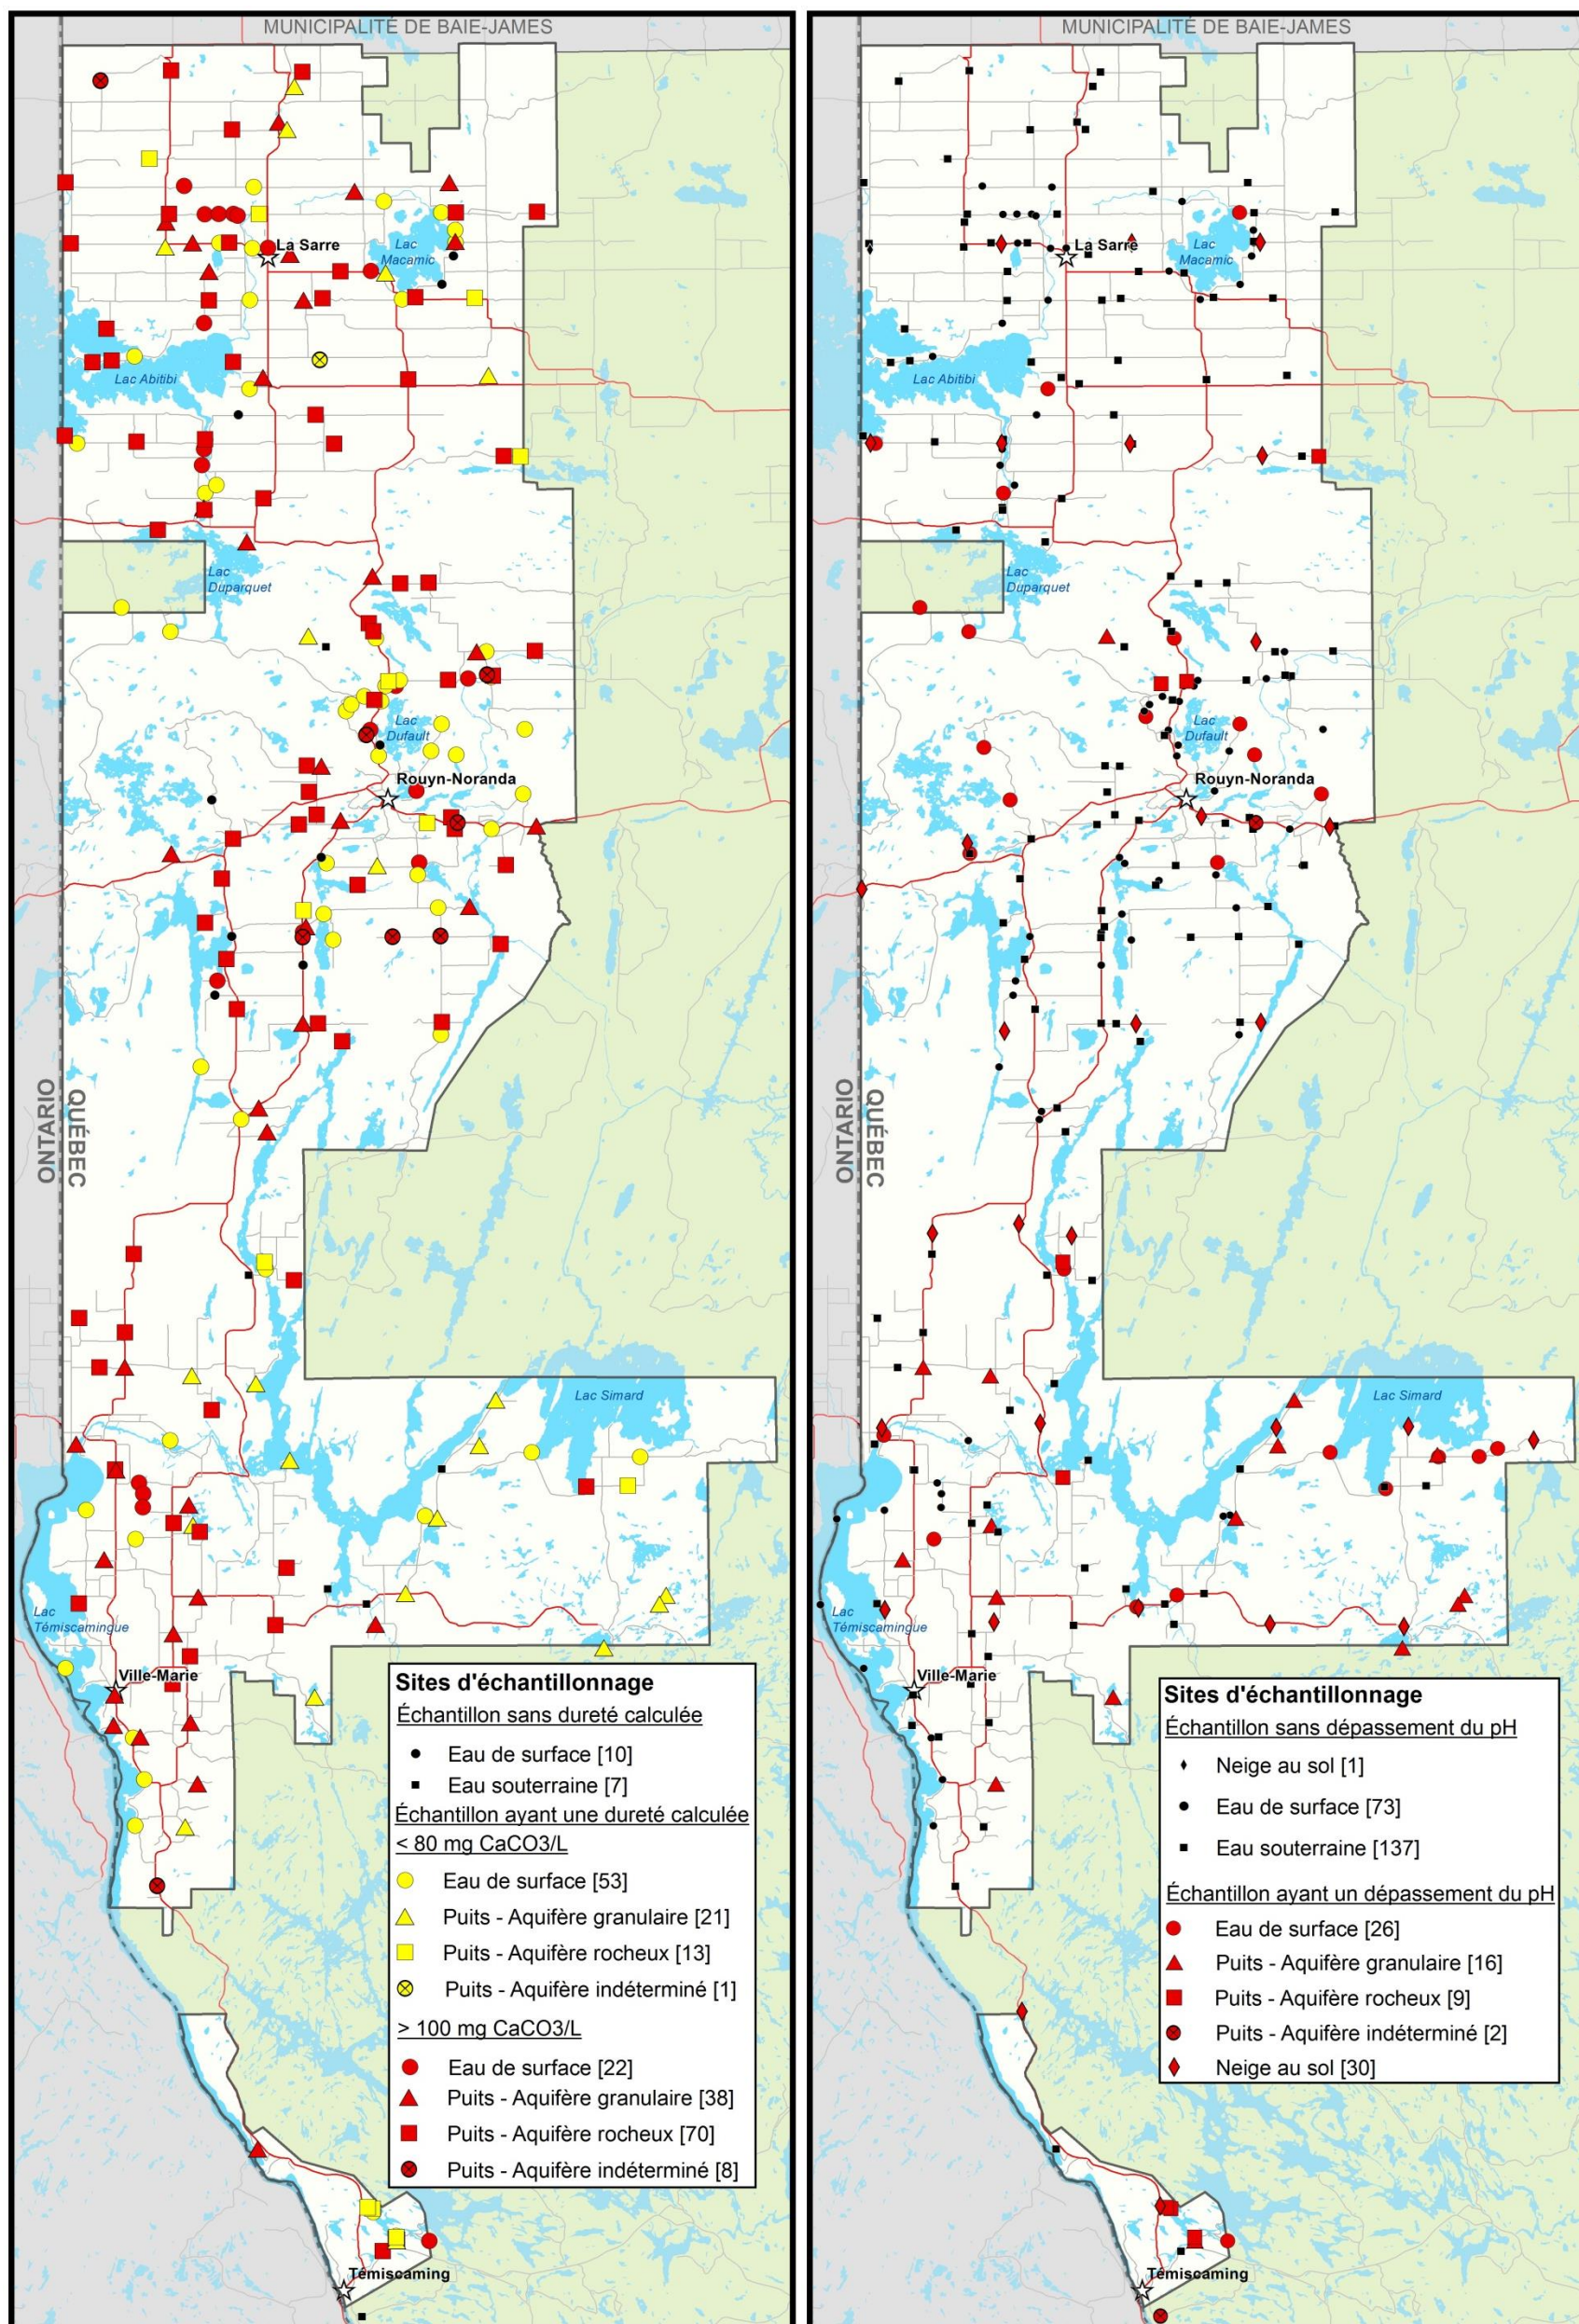 MUNICIPALITÉ DE BAIE-JAMES
La Sarre
Lac
Macamic
Lac Abitibi
Lac
Duparquet
Lac
Dufault
Rouyn-Noranda
ONTARIO
QUÉBEC
Lac Simard
Lac
Témiscamingue
Ville-Marie
Sites d'échantillonnage
Échantillon sans dureté calculée
Eau de surface [10]
Eau souterraine [7]
Échantillon ayant une dureté calculée
< 80 mg CaCO3/L
Eau de surface [53]
Puits - Aquifère granulaire [21]
Puits - Aquifère rocheux [13]
Puits - Aquifère indéterminé [1]
> 100 mg CaCO3/L
Eau de surface [22]
Puits - Aquifère granulaire [38]
Puits - Aquifère rocheux [70]
Puits - Aquifère indéterminé [8]
Témiscaming
MUNICIPALITÉ DE BAIE-JAMES
La Sarre
Lac
Macamic
Lac Abitibi
Lac
Duparquet
Lac
Dufault
Rouyn-Noranda
ONTARIO
QUÉBEC
Lac Simard
Lac
Témiscamingue
Ville-Marie
Sites d'échantillonnage
Échantillon sans dépassement du pH
Neige au sol [1]
Eau de surface [73]
Eau souterraine [137]
Échantillon ayant un dépassement du pH
Eau de surface [26]
Puits - Aquifère granulaire [16]
Puits - Aquifère rocheux [9]
Puits - Aquifère indéterminé [2]
Neige au sol [30]
Témiscaming